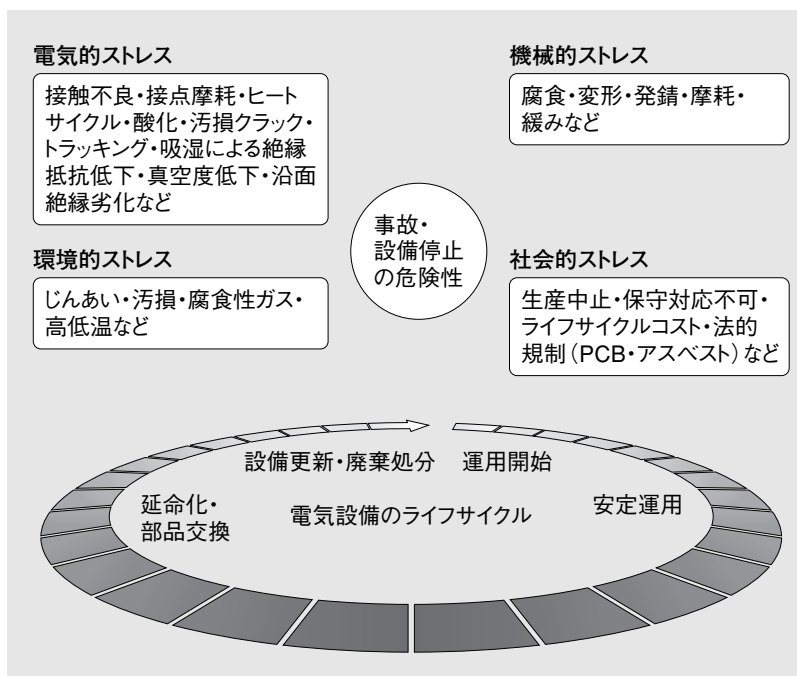 電気的ストレス
接触不良・接点摩耗・ヒート
サイクル・酸化・汚損クラック・
トラッキング・吸湿による絶縁
抵抗低下・真空度低下・沿面
絶縁劣化など
機械的ストレス
腐食・変形・発錆・摩耗・
緩みなど
事故・
設備停止
の危険性
環境的ストレス
じんあい・汚損・腐食性ガス・
高低温など
社会的ストレス
生産中止・保守対応不可・
ライフサイクルコスト・法的
規制（PCB・アスベスト）など
設備更新・廃棄処分
運用開始
延命化・
部品交換
電気設備のライフサイクル
安定運用